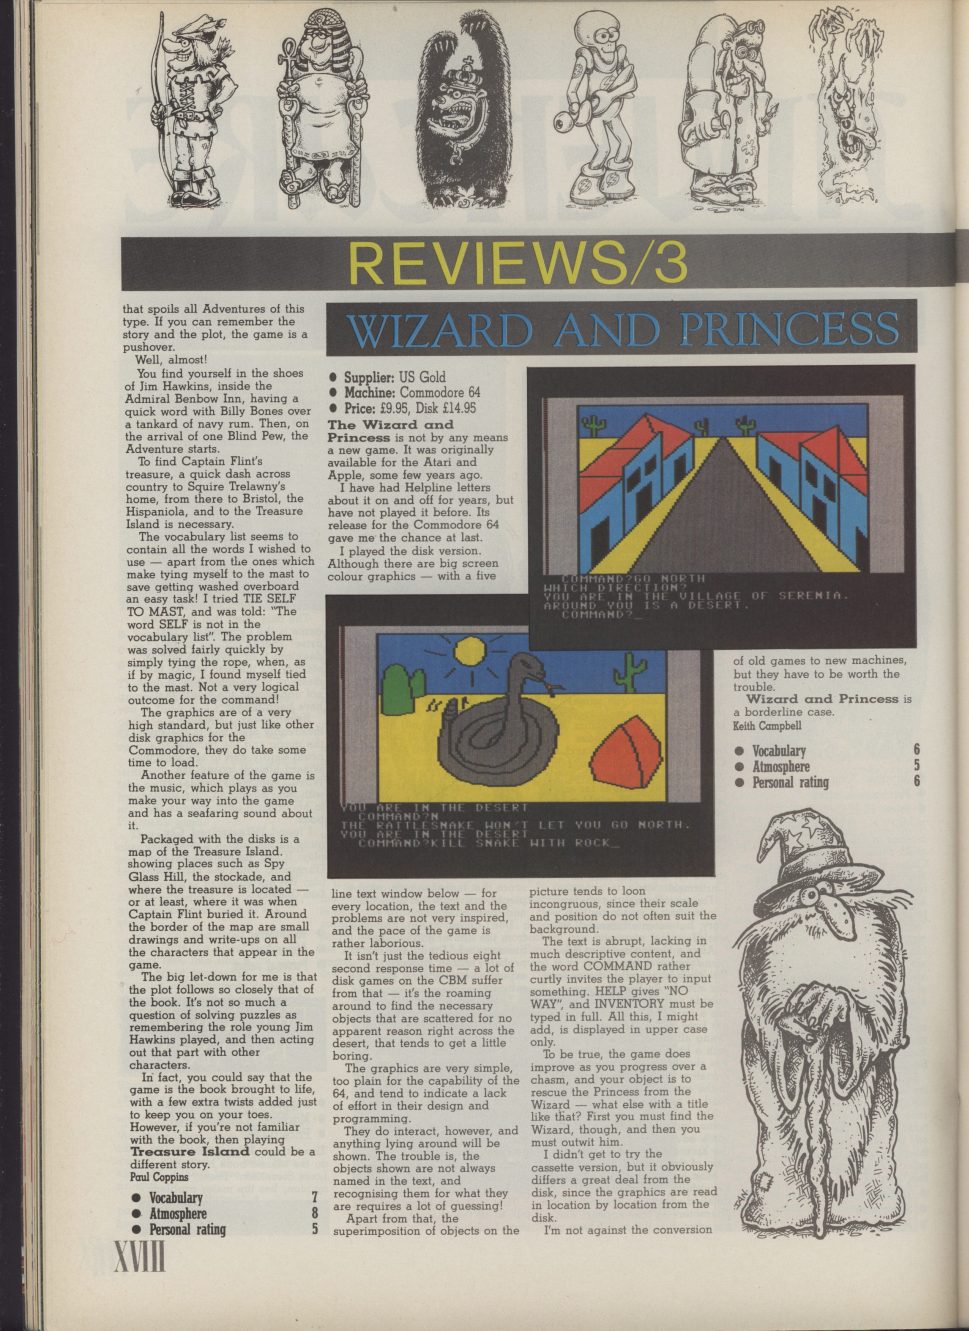 REVIEWS/3
that spoils all Adventures of this
type. If you can remember the
story and the plot, the game is a
pushover.
Well, almost!
You find yourself in the shoes
of Jim Hawkins, inside the
Admiral Benbow Inn, having a
quick word with Billy Bones over
a tankard of navy rum. Then, on
the arrival of one Blind Pew, the
Adventure starts.
To find Captain Flint's
treasure, a quick dash across
country to Squire Trelawny's
home, from there to Bristol, the
Hispaniola, and to the Treasure
Island is necessary.
The vocabulary list seems to
contain all the words I wished to
use — apart from the ones which
make tying myself to the mast to
save getting washed overboard
an easy task! I tried TIE SELF
TO MAST, and was told: "The
word SELF is not in the
vocabulary list". The problem
was solved fairly quickly by
simply tying the rope, when, as
if by magic, I found myself tied
to the mast. Not a very logical
outcome for the command!
The graphics are of a very
high standard, but just like other
disk graphics for the
Commodore, they do take some
time to load.
Another feature of the game is
the music, which plays as you
make your way into the game
and has a seafaring sound about
it.
Packaged with the disks is a
map of the Treasure Island,
showing places such as Spy
Glass Hill, the stockade, and
where the treasure is located —
or at least, where it was when
Captain Flint buried it. Around
the border of the map are small
drawings and write-ups on all
the characters that appear in the
game.
The big let-down for me is that
the plot follows so closely that of
the book. It's not so much a
question of solving puzzles as
remembering the role young Jim
Hawkins played, and then acting
out that part with other
characters.
In fact, you could say that the
game is the book brought to life,
with a few extra twists added just
to keep you on your toes.
However, if you're not familiar
with the book, then playing
Treasure Island could be a
different story.
Paul Coppins
● Vocabulary 7
● Atmosphere 8
● Personal rating 5
XVIII
WIZARD AND PRINCESS
● Supplier: US Gold
● Machine: Commodore 64
● Price: £9.95, Disk £14.95
The Wizard and
Princess is not by any means
a new game. It was originally
available for the Atari and
Apple, some few years ago.
I have had Helpline letters
about it on and off for years, but
have not played it before. Its
release for the Commodore 64
gave me the chance at last.
I played the disk version.
Although there are big screen
colour graphics — with a five
COMMAND?GO NORTH
WHICH DIRECTION?
YOU ARE IN THE VILLAGE OF SERENIA.
AROUND YOU IS A DESERT.
COMMAND?_
YOU ARE IN THE DESERT
COMMAND?N
THE RATTLESNAKE WON'T LET YOU GO NORTH.
YOU ARE IN THE DESERT
COMMAND?KILL SNAKE WITH ROCK_
line text window below — for
every location, the text and the
problems are not very inspired,
and the pace of the game is
rather laborious.
It isn't just the tedious eight
second response time — a lot of
disk games on the CBM suffer
from that — it's the roaming
around to find the necessary
objects that are scattered for no
apparent reason right across the
desert, that tends to get a little
boring.
The graphics are very simple,
too plain for the capability of the
64, and tend to indicate a lack
of effort in their design and
programming.
They do interact, however, and
anything lying around will be
shown. The trouble is, the
objects shown are not always
named in the text, and
recognising them for what they
are requires a lot of guessing!
Apart from that, the
superimposition of objects on the
picture tends to loon
incongruous, since their scale
and position do not often suit the
background.
The text is abrupt, lacking in
much descriptive content, and
the word COMMAND rather
curtly invites the player to input
something. HELP gives "NO
WAY", and INVENTORY must be
typed in full. All this, I might
add, is displayed in upper case
only.
To be true, the game does
improve as you progress over a
chasm, and your object is to
rescue the Princess from the
Wizard — what else with a title
like that? First you must find the
Wizard, though, and then you
must outwit him.
I didn't get to try the
cassette version, but it obviously
differs a great deal from the
disk, since the graphics are read
in location by location from the
disk.
I'm not against the conversion
of old games to new machines,
but they have to be worth the
trouble.
Wizard and Princess is
a borderline case.
Keith Campbell
● Vocabulary 6
● Atmosphere 5
● Personal rating 6